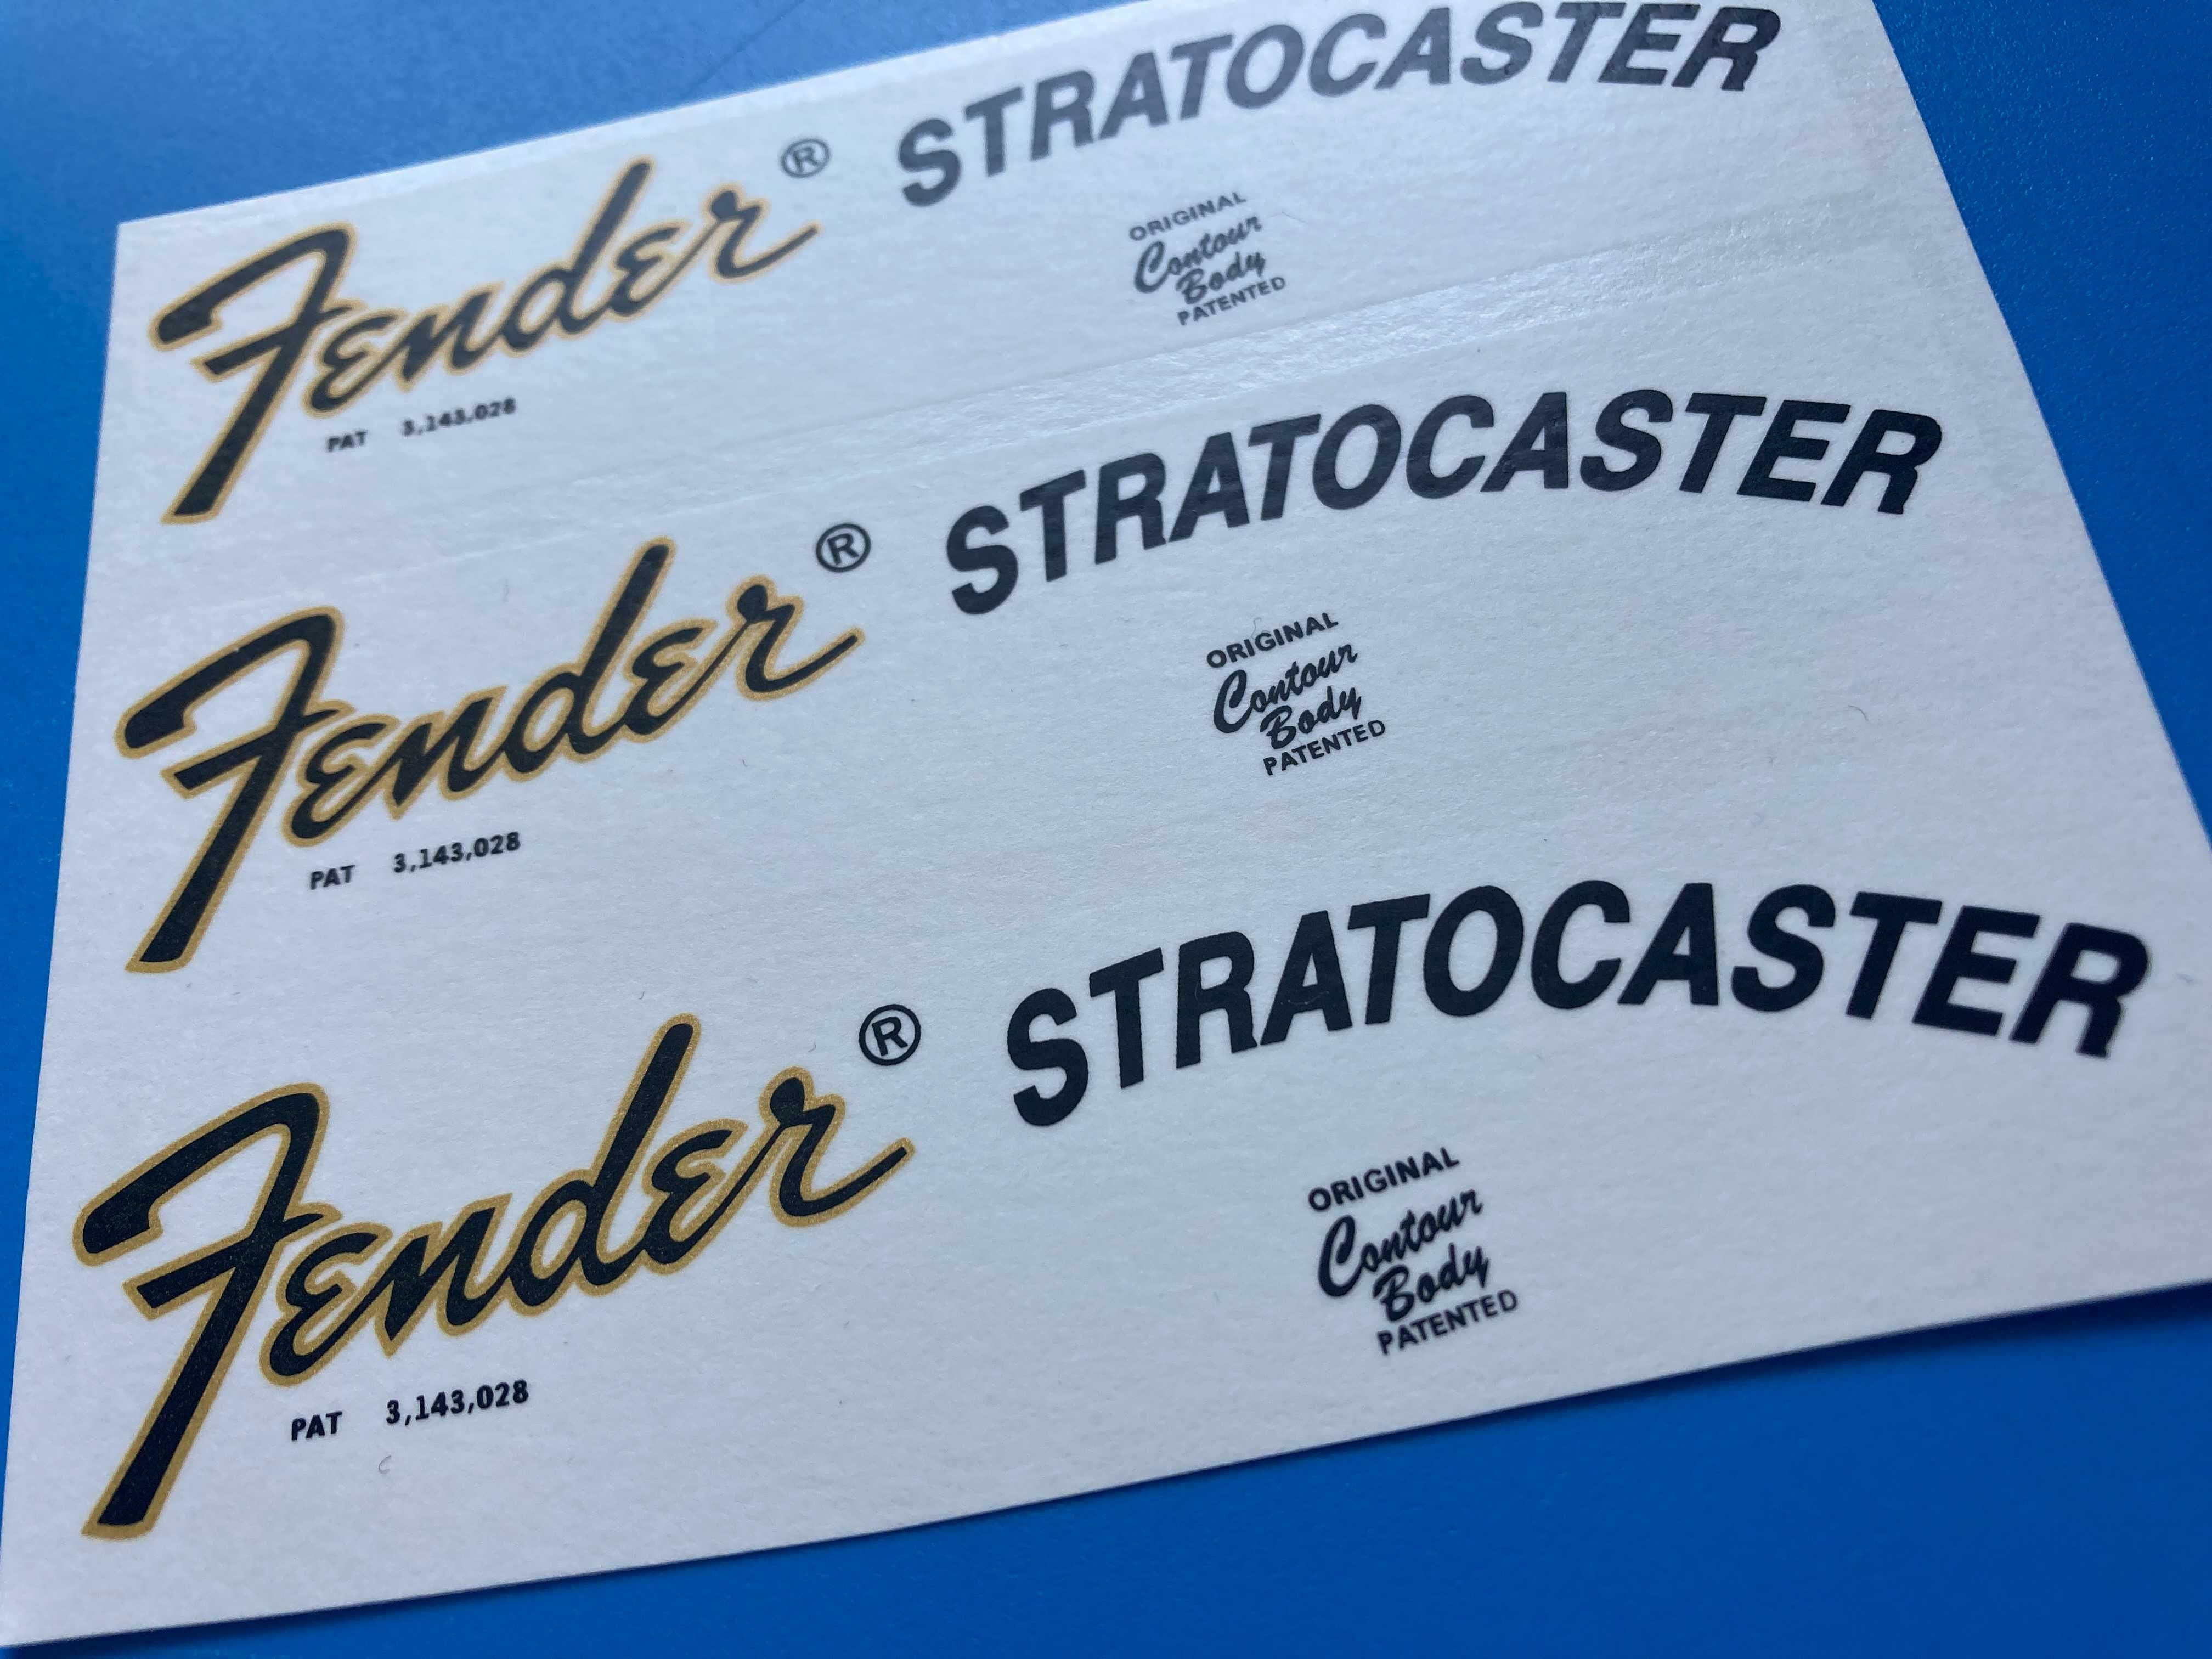 Fender ® STRATOCASTER
PAT 3,143,028
ORIGINAL
Contour
Body
PATENTED
Fender ® STRATOCASTER
PAT 3,143,028
ORIGINAL
Contour
Body
PATENTED
Fender ® STRATOCASTER
PAT 3,143,028
ORIGINAL
Contour
Body
PATENTED